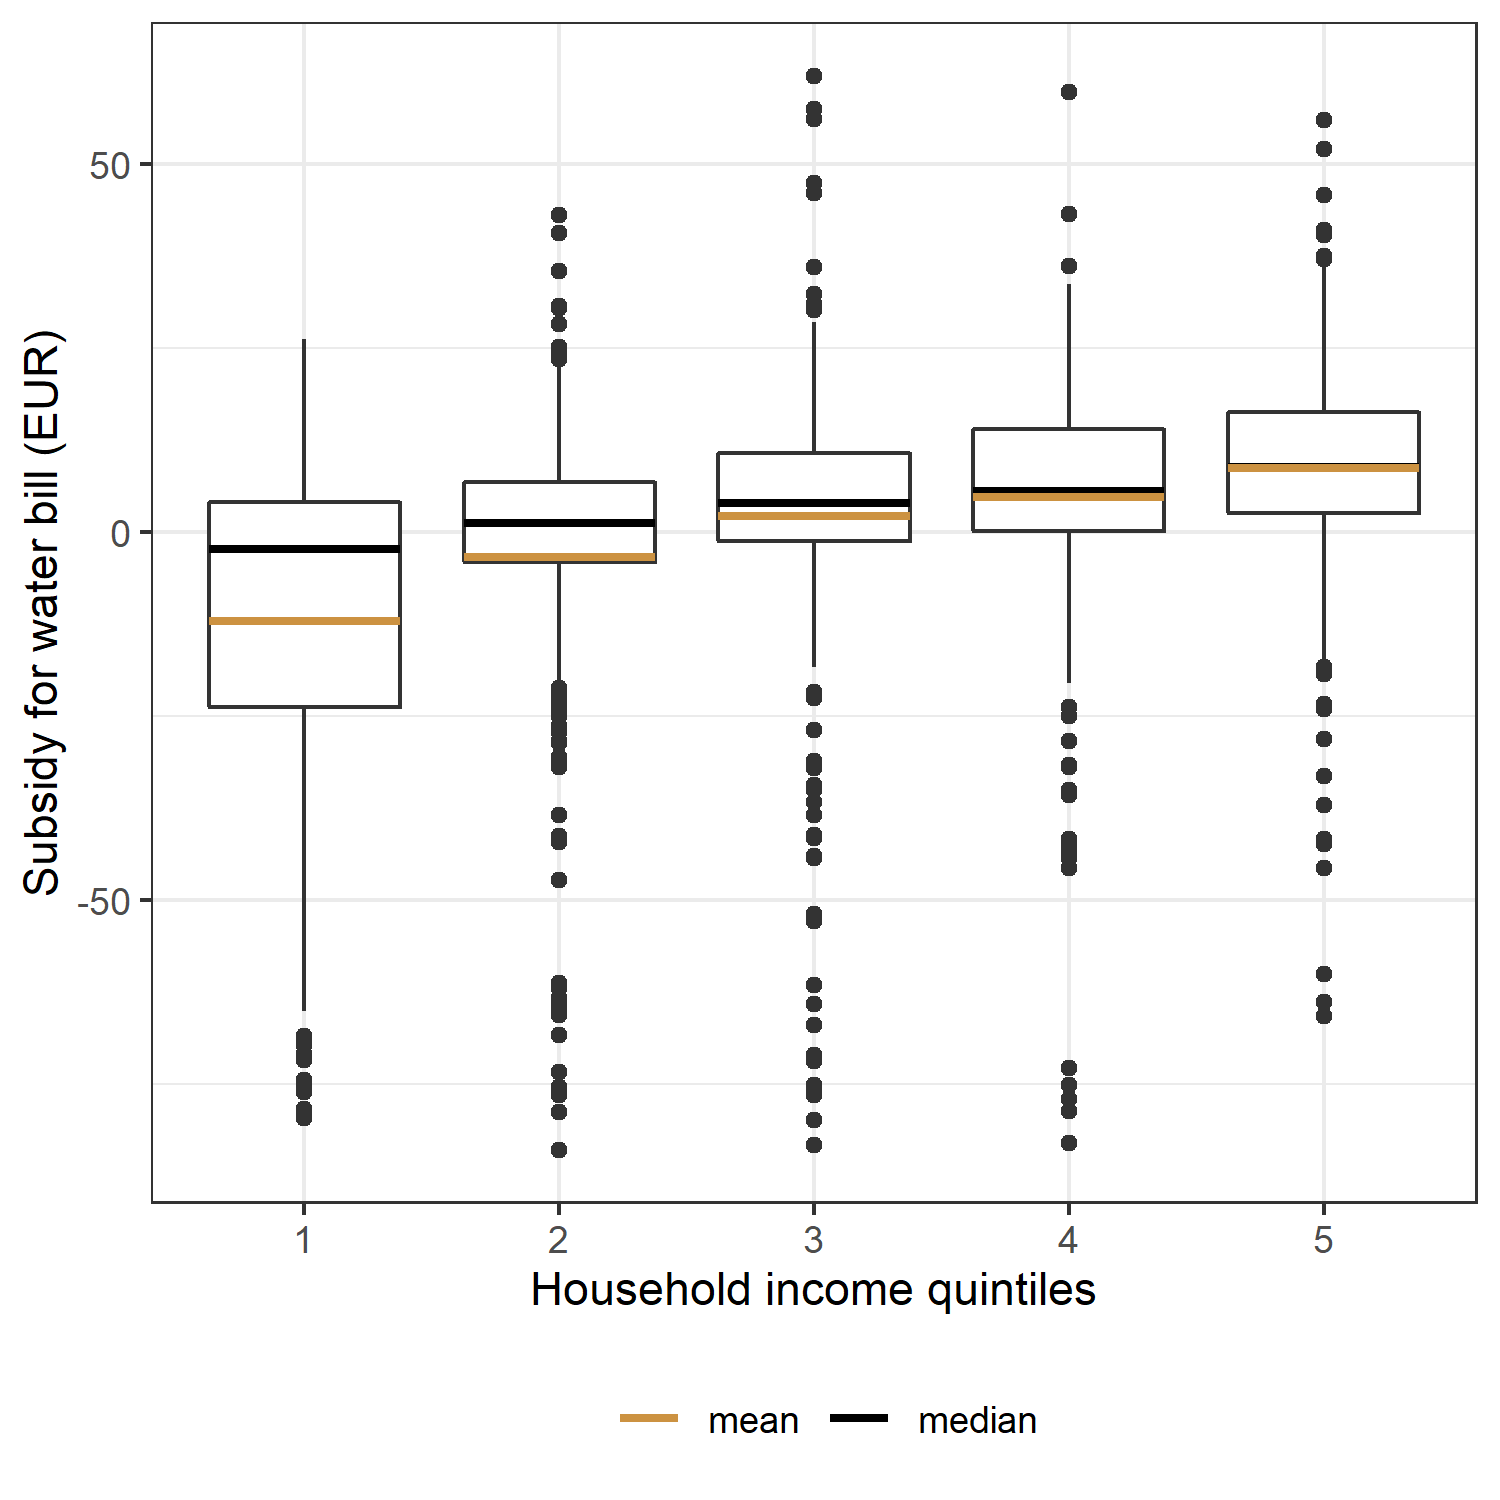 Subsidy for water bill (EUR)
50
0
-50
1 2 3 4 5
Household income quintiles
mean median